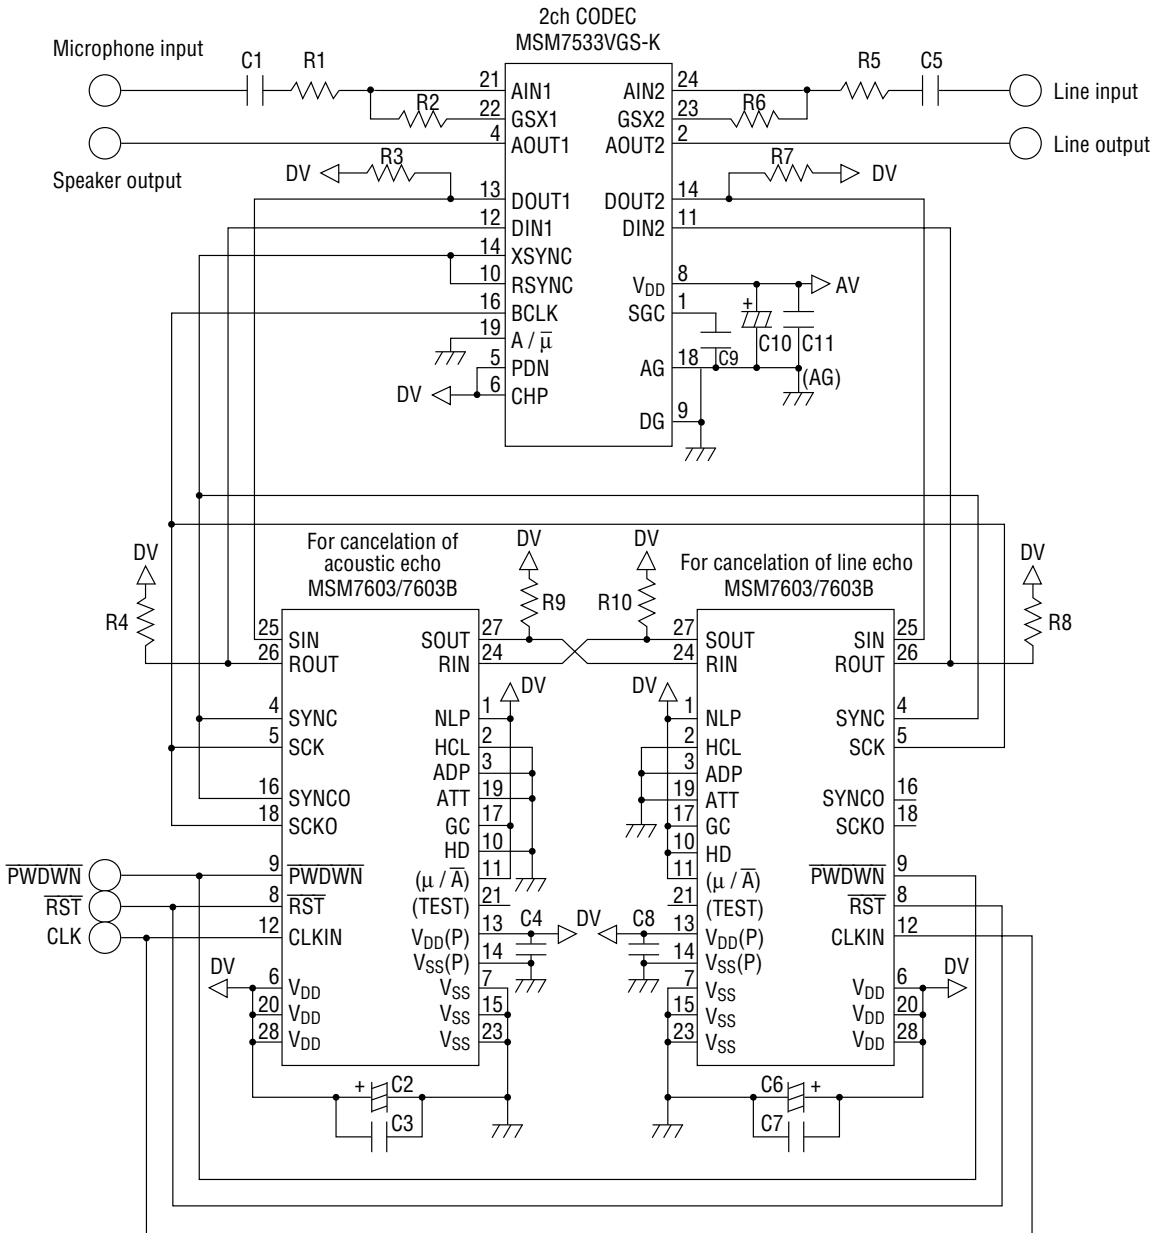 2ch CODEC
MSM7533VGS-K
Microphone input
C1
R1
R2
21
22
4
AIN1
GSX1
AOUT1
AIN2
GSX2
AOUT2
24
23
2
R5
C5
R6
Line input
Line output
Speaker output
DV
R3
R7
DV
13 DOUT1 DOUT2 14
12 DIN1 DIN2 11
14 XSYNC
10 RSYNC VDD 8 AV
16 BCLK SGC 1
19 A / μ̅
+
C9
C10
C11
5 PDN AG 18 (AG)
DV 6 CHP
DG 9
For cancelation of
acoustic echo
MSM7603/7603B
DV
DV
For cancelation of line echo
MSM7603/7603B
DV
DV
R4
R9
R10
R8
25 SIN SOUT 27
26 ROUT RIN 24
27 SOUT SIN 25
24 RIN ROUT 26
DV
DV
4 SYNC NLP 1
5 SCK HCL 2
ADP 3
16 SYNCO ATT 19
18 SCKO GC 17
HD 10
1 NLP SYNC 4
2 HCL SCK 5
3 ADP
19 ATT SYNCO 16
17 GC SCKO 18
10 HD
PWDWN 9 PWDWN (μ / A̅) 11
RST 8 RST (TEST) 21
CLK 12 CLKIN VDD(P) 13
VSS(P) 14
C4
DV
C8
11 (μ / A̅) PWDWN 9
21 (TEST) RST 8
13 VDD(P) CLKIN 12
14 VSS(P)
DV 6 VDD VSS 7
20 VDD VSS 15
28 VDD VSS 23
7 VSS VDD 6 DV
15 VSS VDD 20
23 VSS VDD 28
+ C2
C3
C6 +
C7